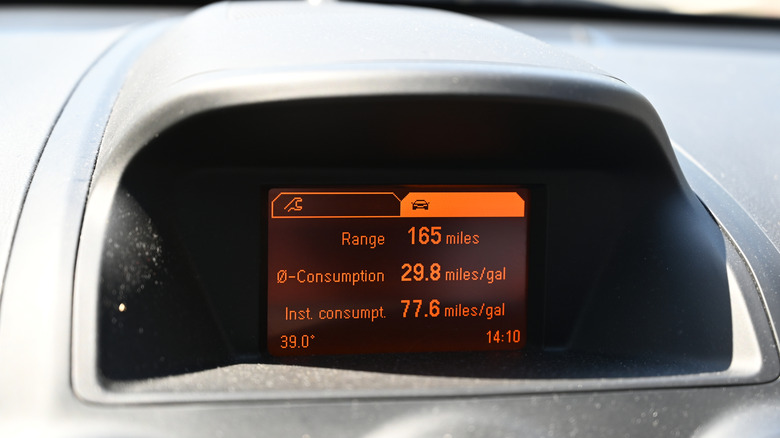 Range 165 miles
Ø-Consumption 29.8 miles/gal
Inst. consumpt. 77.6 miles/gal
39.0° 14:10